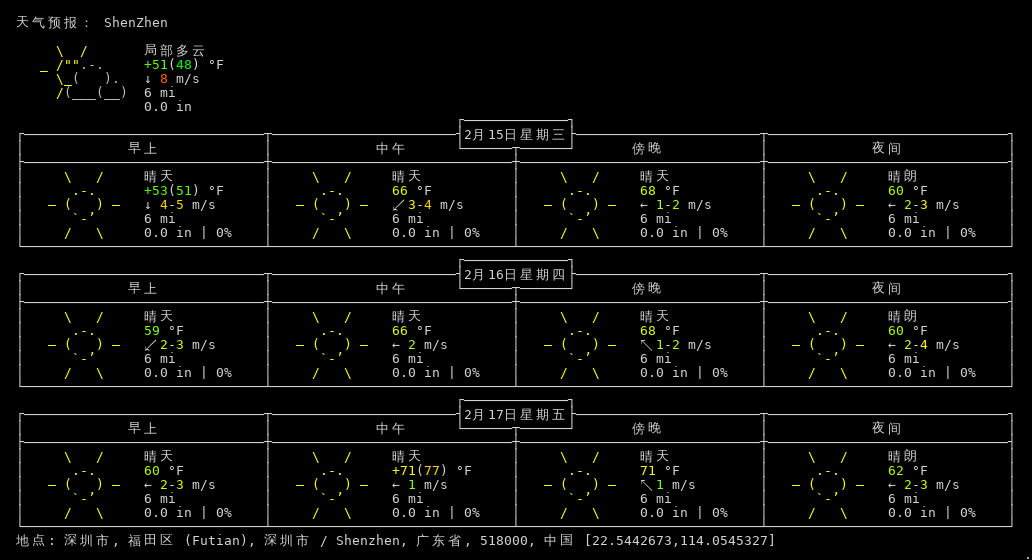 天气预报： ShenZhen
局部多云
+51(48) °F
↓ 8 m/s
6 mi
0.0 in
2月15日星期三
早上 中午 傍晚 夜间
晴天 晴天 晴天 晴朗
+53(51) °F 66 °F 68 °F 60 °F
↓ 4-5 m/s ↙ 3-4 m/s ← 1-2 m/s ← 2-3 m/s
6 mi 6 mi 6 mi 6 mi
0.0 in | 0% 0.0 in | 0% 0.0 in | 0% 0.0 in | 0%
2月16日星期四
早上 中午 傍晚 夜间
晴天 晴天 晴天 晴朗
59 °F 66 °F 68 °F 60 °F
↙ 2-3 m/s ← 2 m/s ↖ 1-2 m/s ← 2-4 m/s
6 mi 6 mi 6 mi 6 mi
0.0 in | 0% 0.0 in | 0% 0.0 in | 0% 0.0 in | 0%
2月17日星期五
早上 中午 傍晚 夜间
晴天 晴天 晴天 晴朗
60 °F +71(77) °F 71 °F 62 °F
← 2-3 m/s ← 1 m/s ↖ 1 m/s ← 2-3 m/s
6 mi 6 mi 6 mi 6 mi
0.0 in | 0% 0.0 in | 0% 0.0 in | 0% 0.0 in | 0%
地点: 深圳市, 福田区 (Futian), 深圳市 / Shenzhen, 广东省, 518000, 中国 [22.5442673,114.0545327]